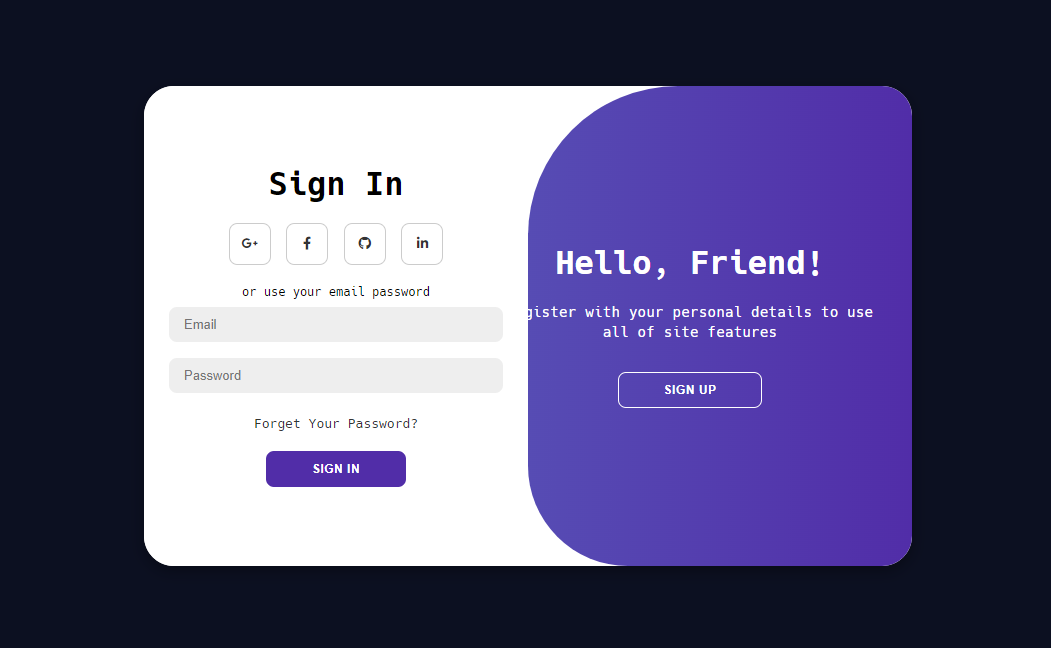 Sign In
G+
f
in
or use your email password
Email
Password
Forget Your Password?
SIGN IN
Hello, Friend!
gister with your personal details to use
all of site features
SIGN UP